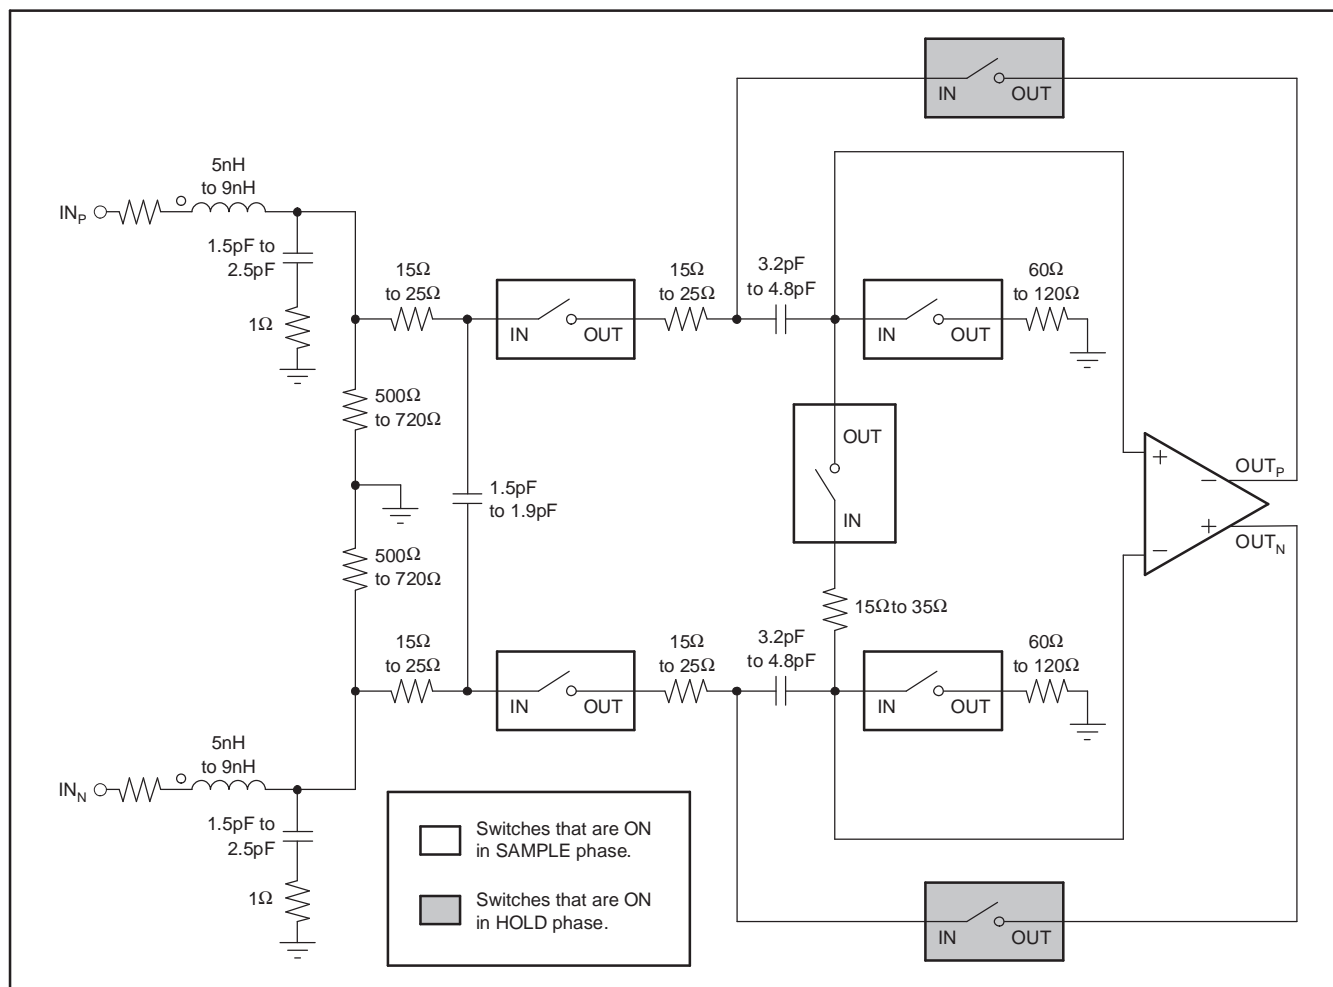 IN OUT
5nH
to 9nH
INP
1.5pF to
2.5pF
1Ω
15Ω
to 25Ω
IN OUT
15Ω
to 25Ω
3.2pF
to 4.8pF
IN OUT
60Ω
to 120Ω
500Ω
to 720Ω
OUT
IN
1.5pF
to 1.9pF
+
−
−
+
OUTP
OUTN
500Ω
to 720Ω
15Ω to 35Ω
15Ω
to 25Ω
IN OUT
15Ω
to 25Ω
3.2pF
to 4.8pF
IN OUT
60Ω
to 120Ω
5nH
to 9nH
INN
1.5pF to
2.5pF
1Ω
Switches that are ON
in SAMPLE phase.
Switches that are ON
in HOLD phase.
IN OUT